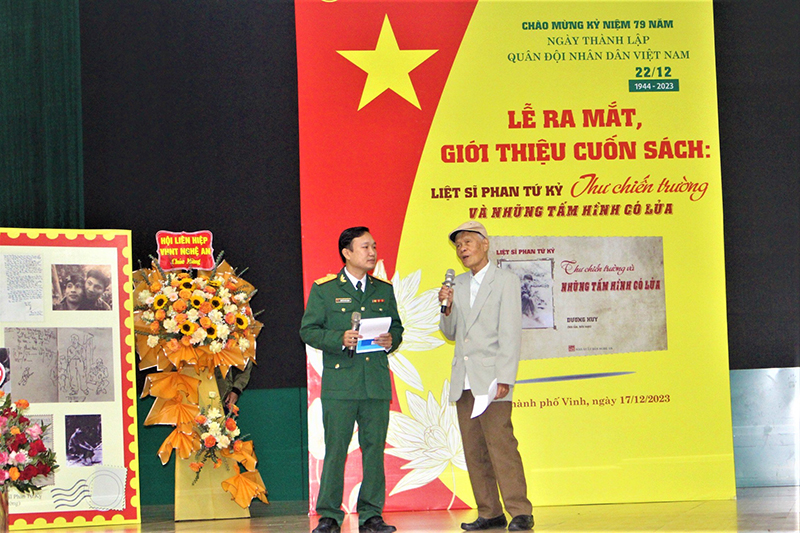 CHÀO MỪNG KỶ NIỆM 79 NĂM
NGÀY THÀNH LẬP
QUÂN ĐỘI NHÂN DÂN VIỆT NAM
22/12
1944 - 2023
LỄ RA MẮT,
GIỚI THIỆU CUỐN SÁCH:
LIỆT SĨ PHAN TỨ KỶ Thư chiến trường
VÀ NHỮNG TẤM HÌNH CÓ LỬA
LIỆT SĨ PHAN TỨ KỶ
Thư chiến trường và
NHỮNG TẤM HÌNH CÓ LỬA
DƯƠNG HUY
hành phố Vinh, ngày 17/12/2023
HỘI LIÊN HIỆP
VHNT NGHỆ AN
Chúc Mừng